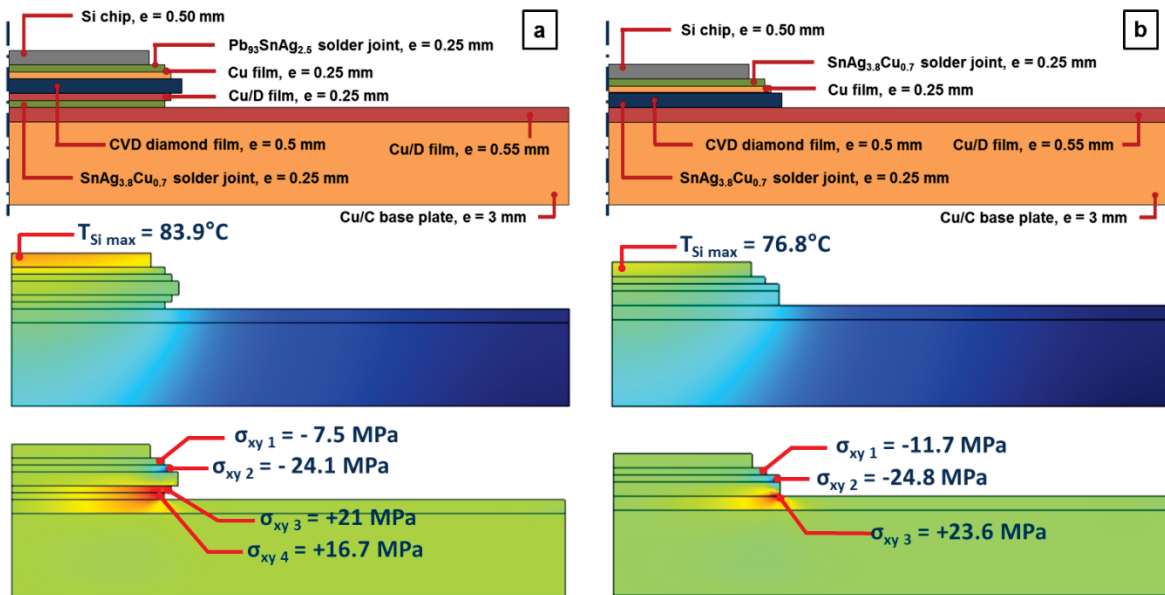 Si chip, e = 0.50 mm
a
Pb₉₃SnAg₂.₅ solder joint, e = 0.25 mm
Cu film, e = 0.25 mm
Cu/D film, e = 0.25 mm
CVD diamond film, e = 0.5 mm
Cu/D film, e = 0.55 mm
SnAg₃.₈Cu₀.₇ solder joint, e = 0.25 mm
Cu/C base plate, e = 3 mm
T Si max = 83.9°C
σxy 1 = - 7.5 MPa
σxy 2 = - 24.1 MPa
σxy 3 = +21 MPa
σxy 4 = +16.7 MPa
Si chip, e = 0.50 mm
b
SnAg₃.₈Cu₀.₇ solder joint, e = 0.25 mm
Cu film, e = 0.25 mm
CVD diamond film, e = 0.5 mm
Cu/D film, e = 0.55 mm
SnAg₃.₈Cu₀.₇ solder joint, e = 0.25 mm
Cu/C base plate, e = 3 mm
T Si max = 76.8°C
σxy 1 = -11.7 MPa
σxy 2 = -24.8 MPa
σxy 3 = +23.6 MPa